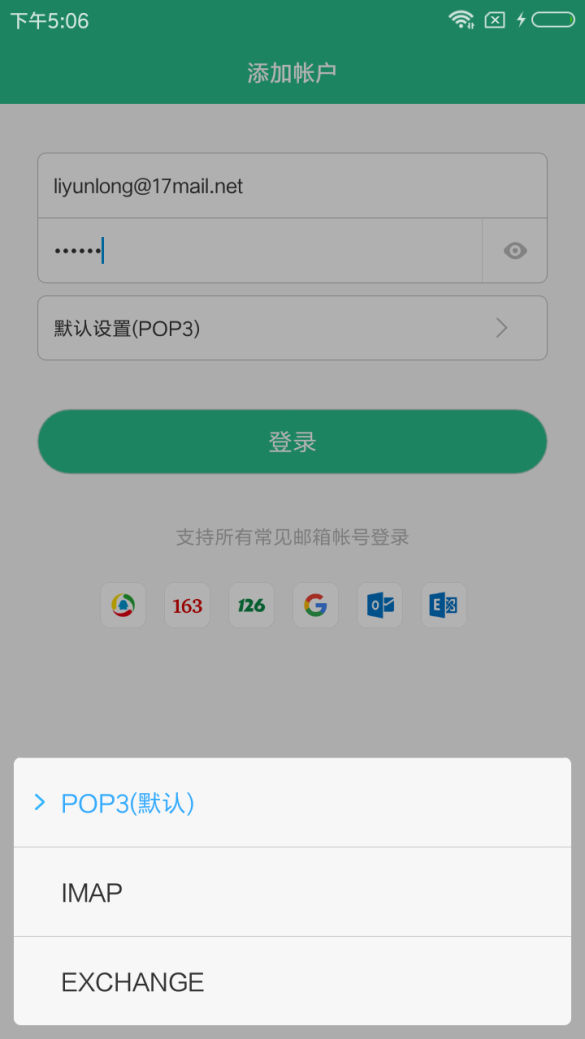 下午5:06
添加帐户
liyunlong@17mail.net
••••••
默认设置(POP3)
登录
支持所有常见邮箱帐号登录
163 126 G O E
POP3(默认)
IMAP
EXCHANGE